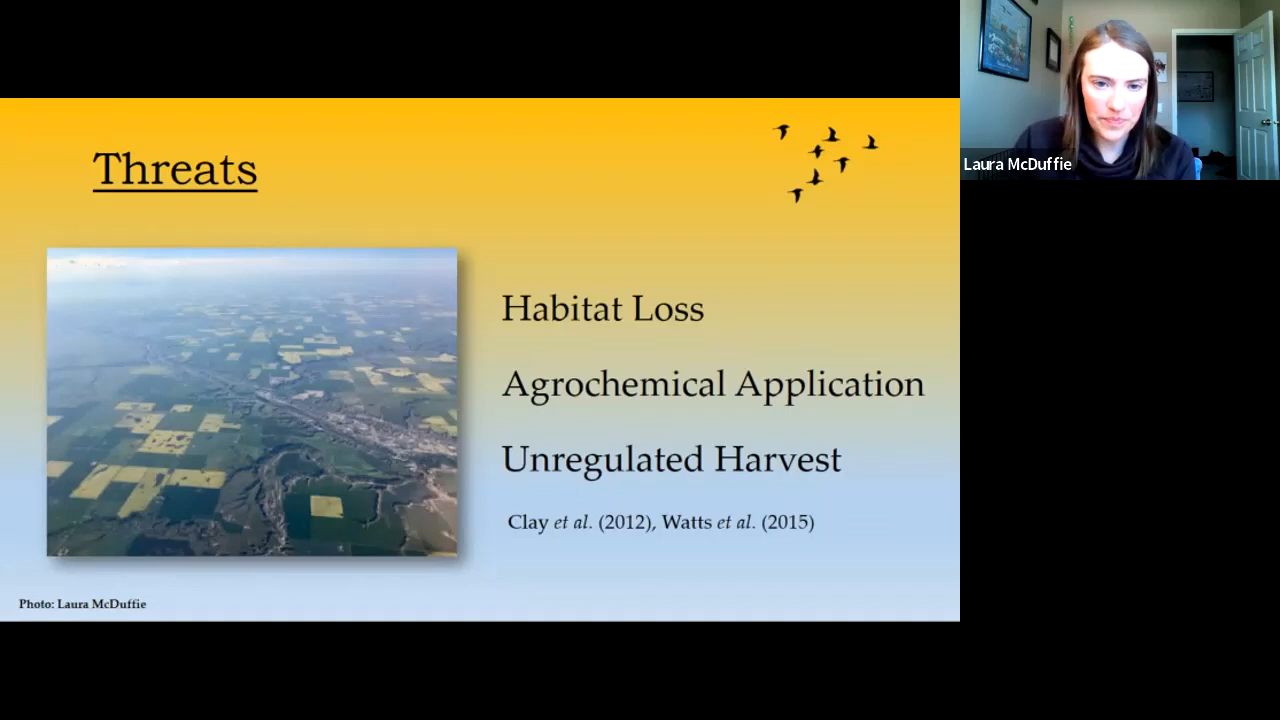 Threats
Habitat Loss
Agrochemical Application
Unregulated Harvest
Clay et al. (2012), Watts et al. (2015)
Photo: Laura McDuffie
Laura McDuffie